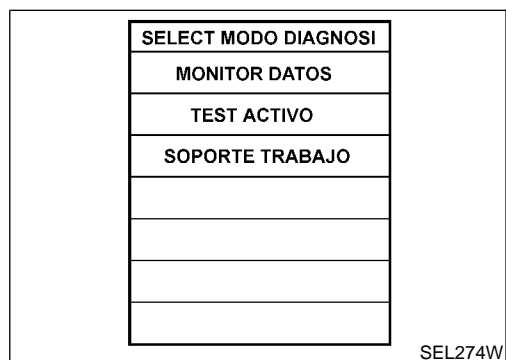 SELECT MODO DIAGNOSI
MONITOR DATOS
TEST ACTIVO
SOPORTE TRABAJO
SEL274W